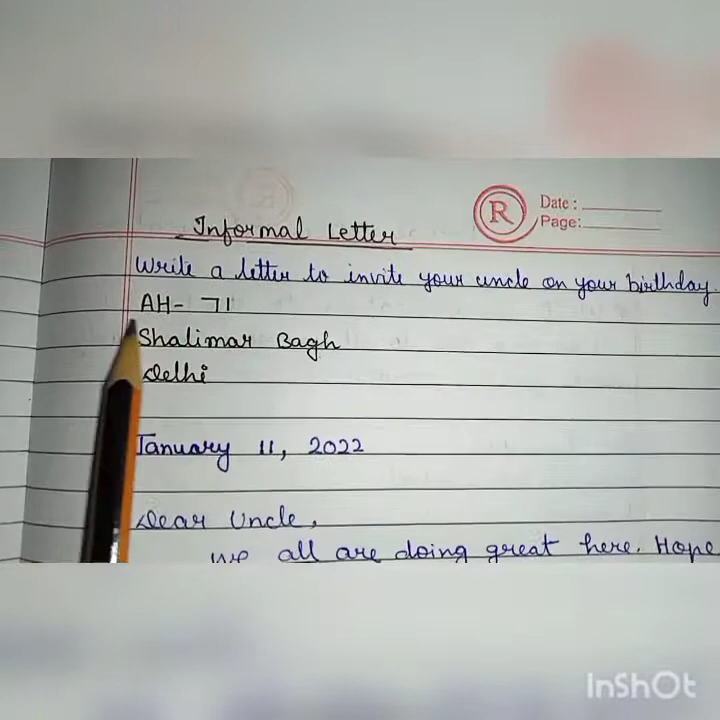 R
Date:
Page:
Informal Letter
Write a letter to invite your uncle on your birthday.
AH- 71
Shalimar Bagh
Delhi
January 11, 2022
Dear Uncle,
We all are doing great here. Hope
InShOt